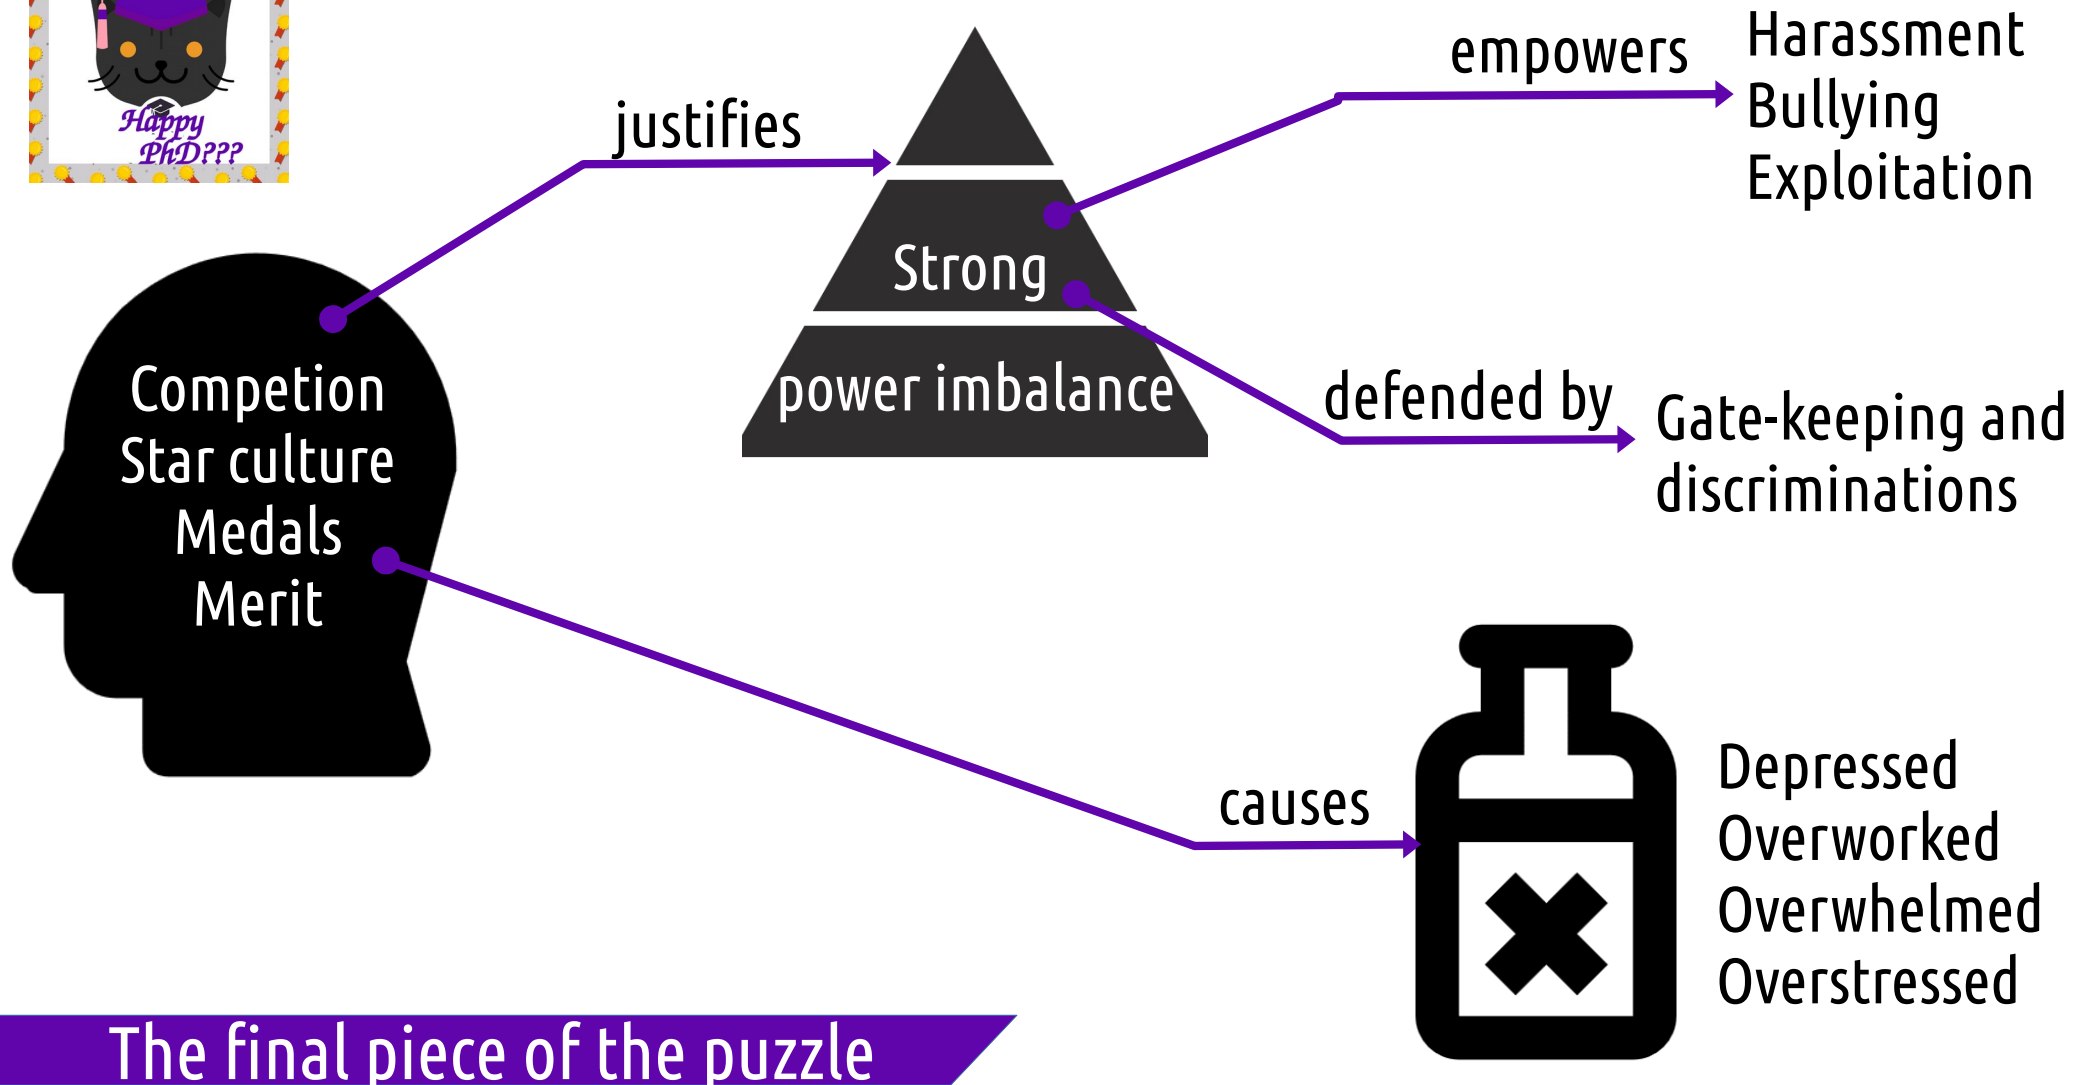 Happy
PhD???
justifies
empowers
Harassment
Bullying
Exploitation
Strong
power imbalance
defended by
Gate-keeping and
discriminations
Competion
Star culture
Medals
Merit
causes
Depressed
Overworked
Overwhelmed
Overstressed
The final piece of the puzzle